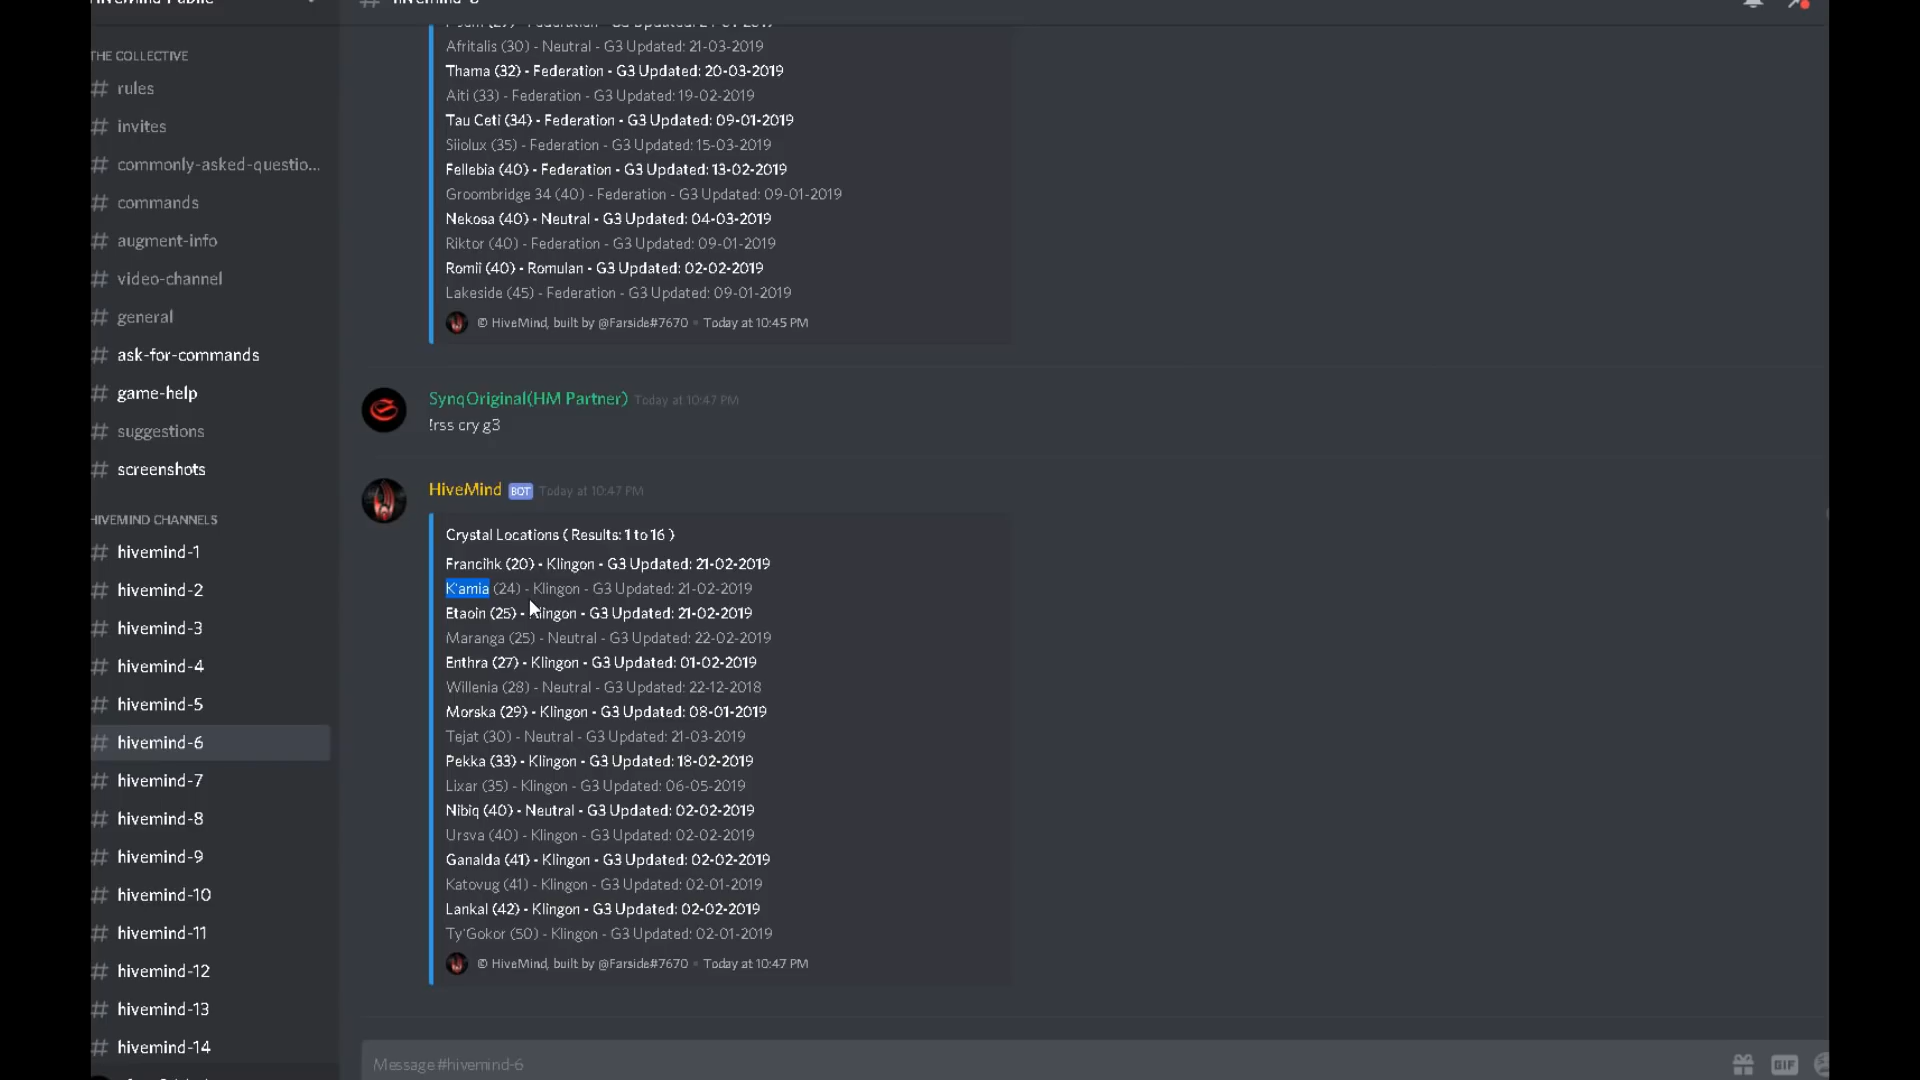 HiveMind Public
hivemind-6
THE COLLECTIVE
# rules
# invites
# commonly-asked-questio...
# commands
# augment-info
# video-channel
# general
# ask-for-commands
# game-help
# suggestions
# screenshots
HIVEMIND CHANNELS
# hivemind-1
# hivemind-2
# hivemind-3
# hivemind-4
# hivemind-5
# hivemind-6
# hivemind-7
# hivemind-8
# hivemind-9
# hivemind-10
# hivemind-11
# hivemind-12
# hivemind-13
# hivemind-14
Afritalis (30) - Neutral - G3 Updated: 21-03-2019
Thama (32) - Federation - G3 Updated: 20-03-2019
Aiti (33) - Federation - G3 Updated: 19-02-2019
Tau Ceti (34) - Federation - G3 Updated: 09-01-2019
Siiolux (35) - Federation - G3 Updated: 15-03-2019
Fellebia (40) - Federation - G3 Updated: 13-02-2019
Groombridge 34 (40) - Federation - G3 Updated: 09-01-2019
Nekosa (40) - Neutral - G3 Updated: 04-03-2019
Riktor (40) - Federation - G3 Updated: 09-01-2019
Romii (40) - Romulan - G3 Updated: 02-02-2019
Lakeside (45) - Federation - G3 Updated: 09-01-2019
© HiveMind, built by @Farside#7670 • Today at 10:45 PM
SynqOriginal(HM Partner) Today at 10:47 PM
!rss cry g3
HiveMind BOT Today at 10:47 PM
Crystal Locations ( Results: 1 to 16 )
Francihk (20) - Klingon - G3 Updated: 21-02-2019
K'amia (24) - Klingon - G3 Updated: 21-02-2019
Etaoin (25) - Klingon - G3 Updated: 21-02-2019
Maranga (25) - Neutral - G3 Updated: 22-02-2019
Enthra (27) - Klingon - G3 Updated: 01-02-2019
Willenia (28) - Neutral - G3 Updated: 22-12-2018
Morska (29) - Klingon - G3 Updated: 08-01-2019
Tejat (30) - Neutral - G3 Updated: 21-03-2019
Pekka (33) - Klingon - G3 Updated: 18-02-2019
Lixar (35) - Klingon - G3 Updated: 06-05-2019
Nibiq (40) - Neutral - G3 Updated: 02-02-2019
Ursva (40) - Klingon - G3 Updated: 02-02-2019
Ganalda (41) - Klingon - G3 Updated: 02-02-2019
Katovug (41) - Klingon - G3 Updated: 02-01-2019
Lankal (42) - Klingon - G3 Updated: 02-02-2019
Ty'Gokor (50) - Klingon - G3 Updated: 02-01-2019
© HiveMind, built by @Farside#7670 • Today at 10:47 PM
Message #hivemind-6
GIF